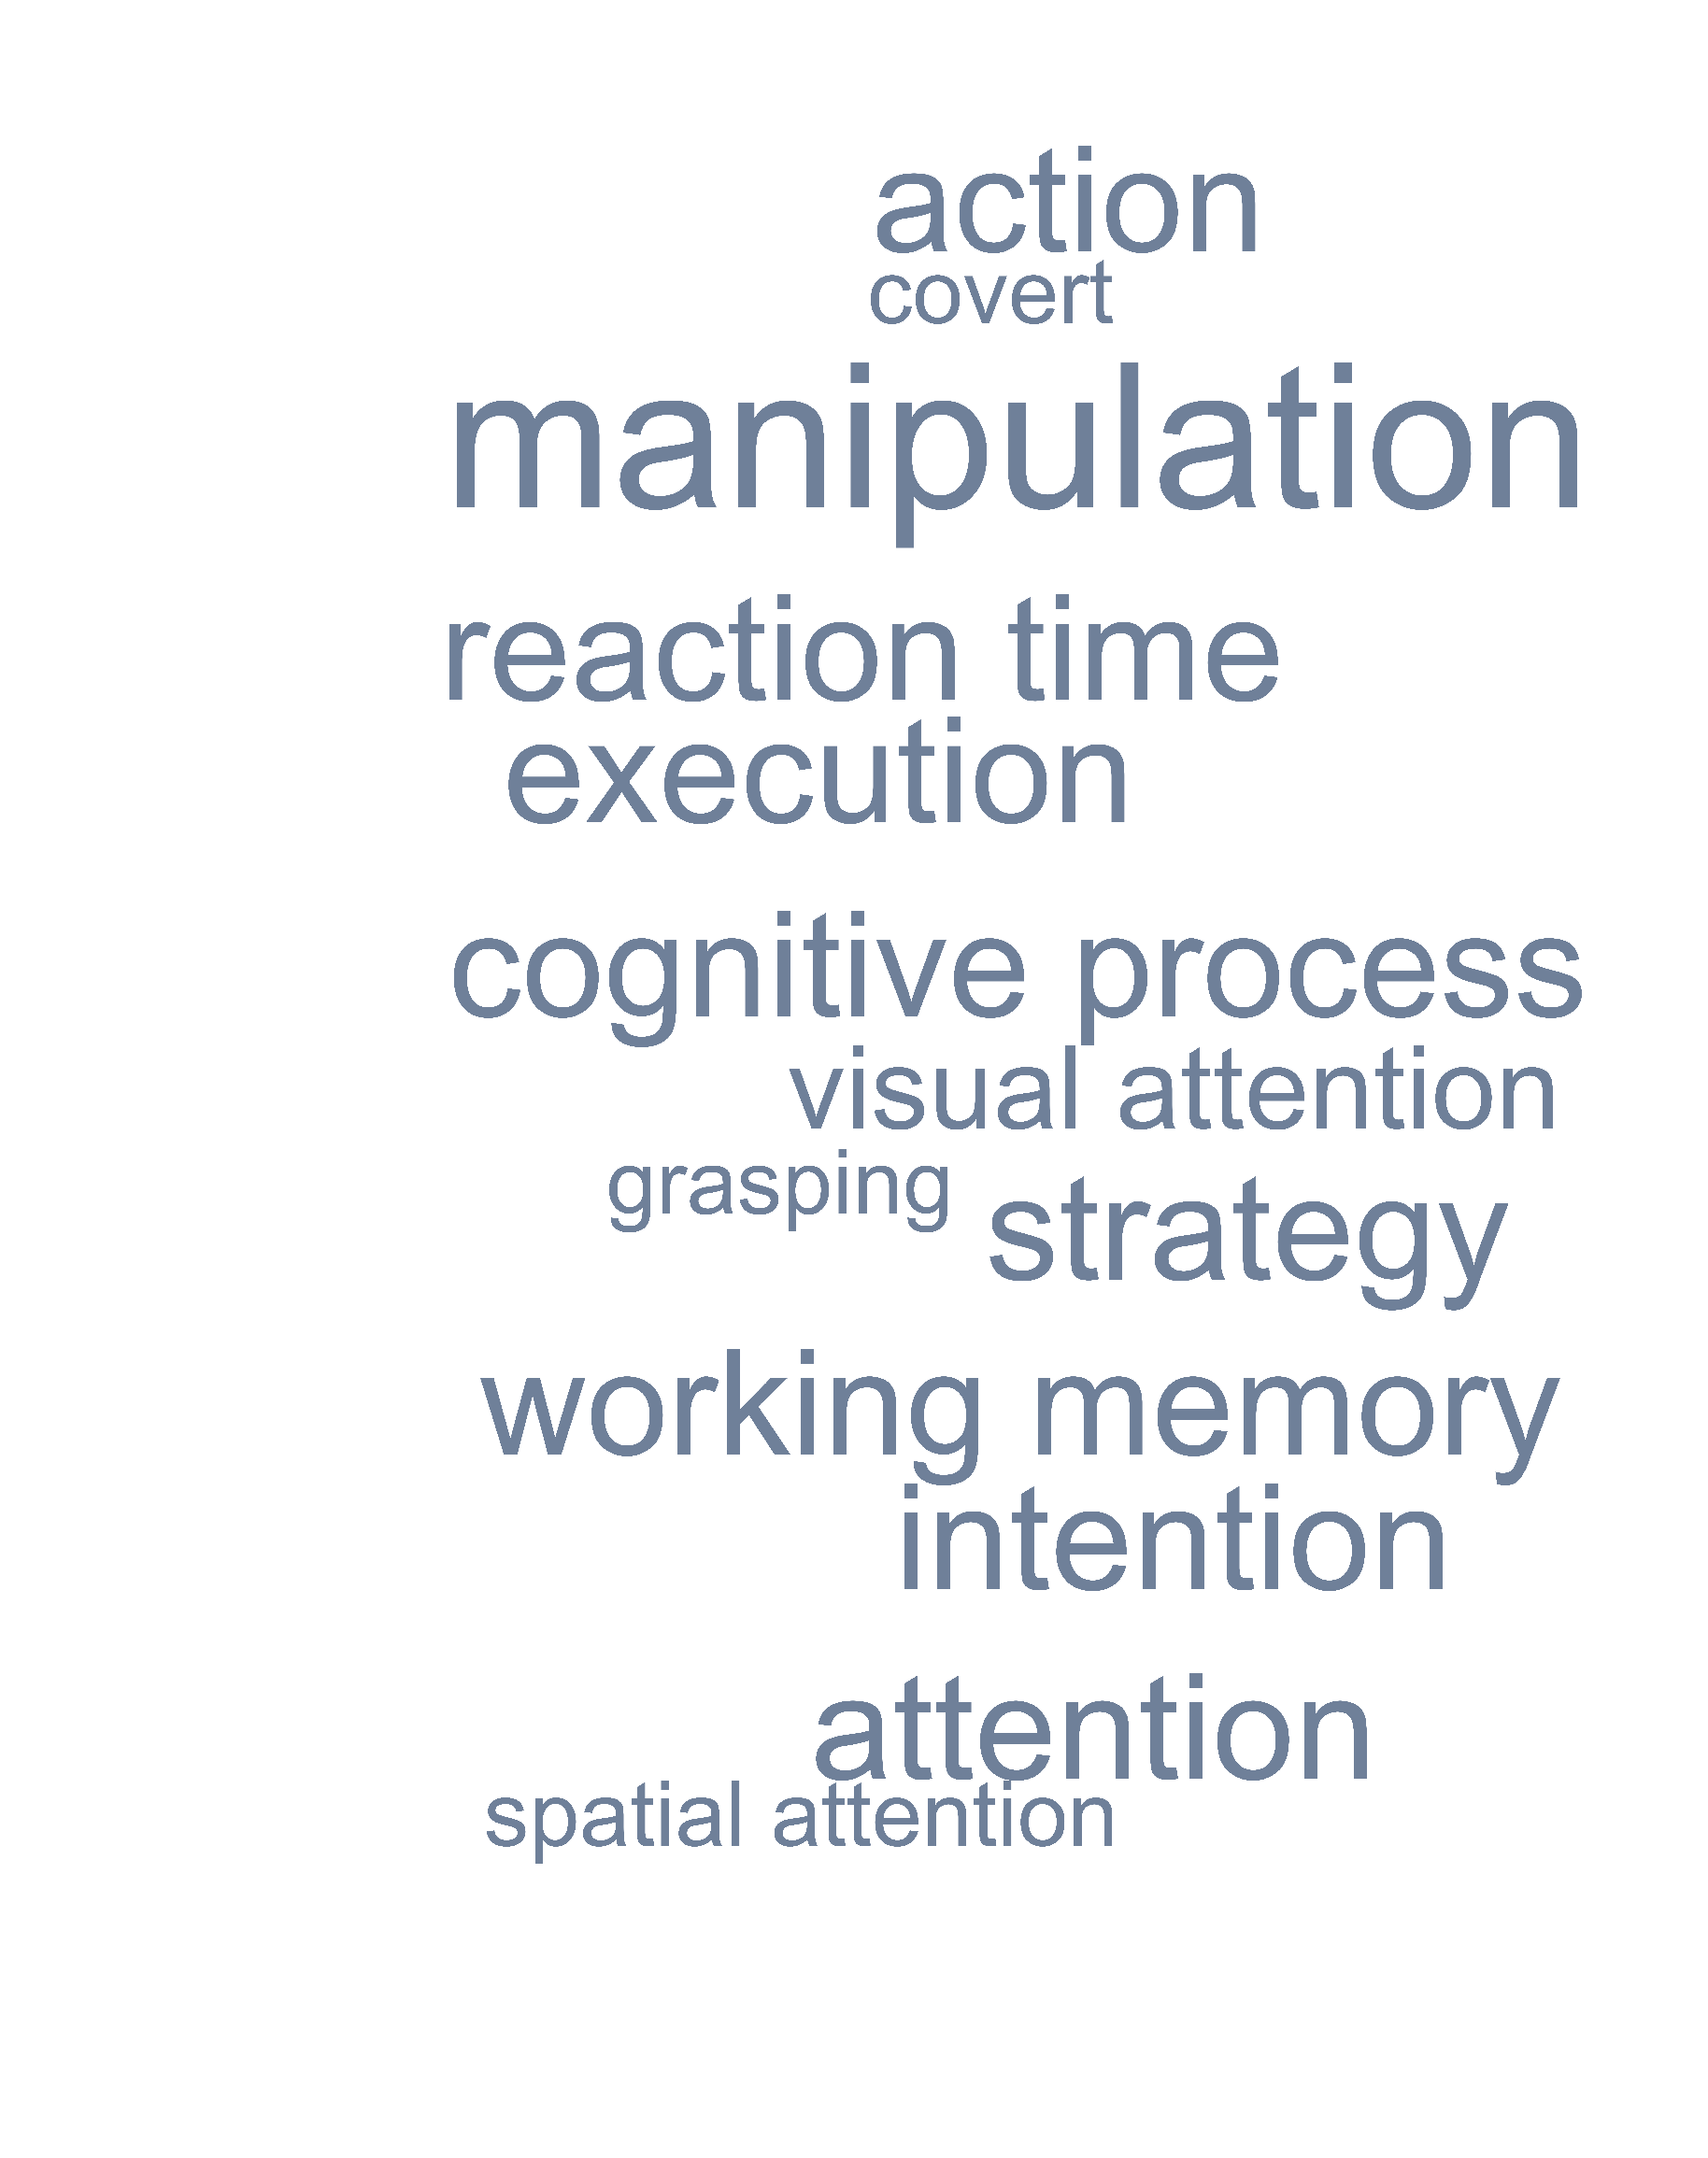 action
covert
manipulation
reaction time
execution
cognitive process
visual attention
grasping
strategy
working memory
intention
attention
spatial attention